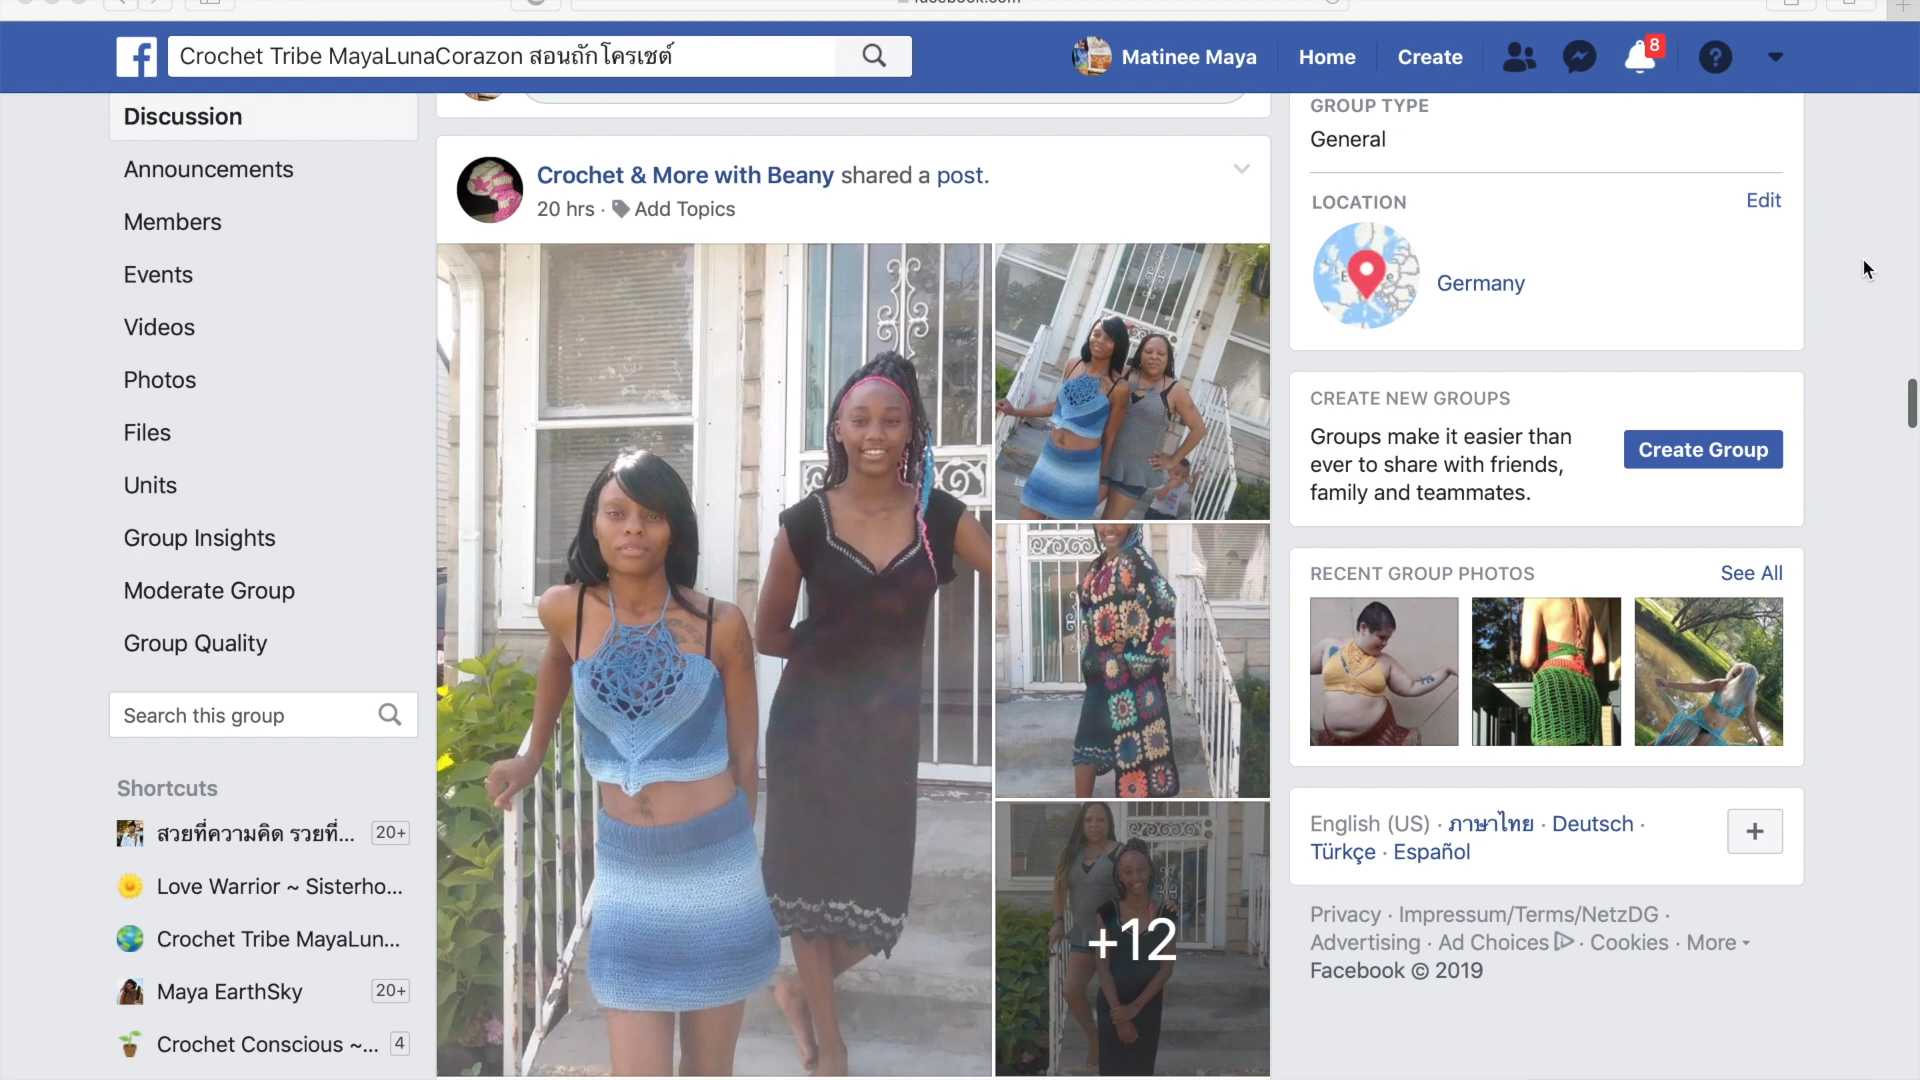 Crochet Tribe MayaLunaCorazon สอนถักโครเชต์
Matinee Maya
Home
Create
8
Discussion
Announcements
Members
Events
Videos
Photos
Files
Units
Group Insights
Moderate Group
Group Quality
Search this group
Shortcuts
สวยที่ความคิด รวยที่... 20+
Love Warrior ~ Sisterho...
Crochet Tribe MayaLun...
Maya EarthSky 20+
Crochet Conscious ~... 4
Crochet & More with Beany shared a post.
20 hrs · Add Topics
+12
GROUP TYPE
General
LOCATION Edit
Germany
CREATE NEW GROUPS
Groups make it easier than
ever to share with friends,
family and teammates.
Create Group
RECENT GROUP PHOTOS See All
English (US) · ภาษาไทย · Deutsch ·
Türkçe · Español
+
Privacy · Impressum/Terms/NetzDG ·
Advertising · Ad Choices · Cookies · More
Facebook © 2019